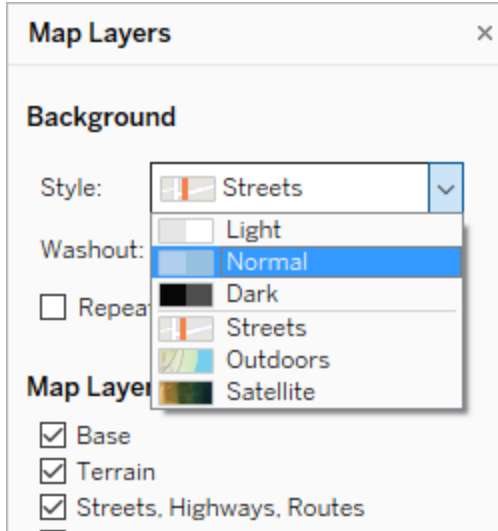 Map Layers ×
Background
Style: Streets
Light
Washout:
Normal
Dark
Repea
Streets
Outdoors
Map Layer
Satellite
Base
Terrain
Streets, Highways, Routes